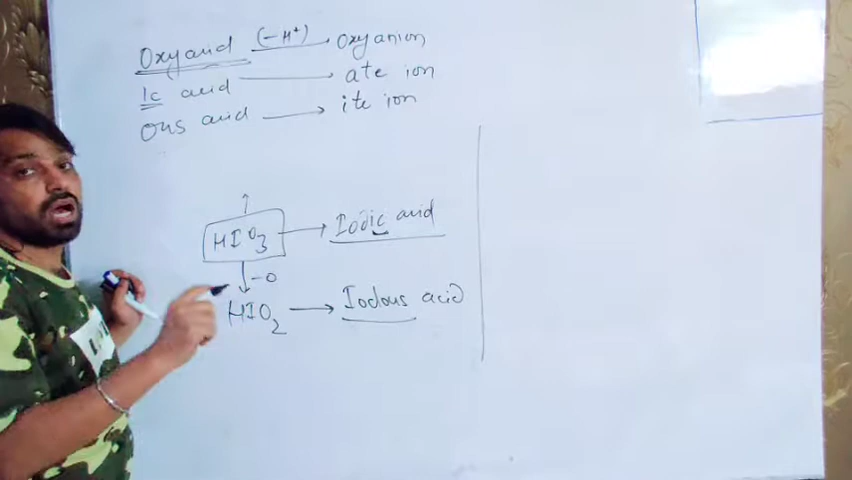 Oxyacid (-H⁺) oxyanion
Ic acid → ate ion
Ous acid → ite ion
HIO₃ → Iodic acid
-O
HIO₂ → Iodous acid